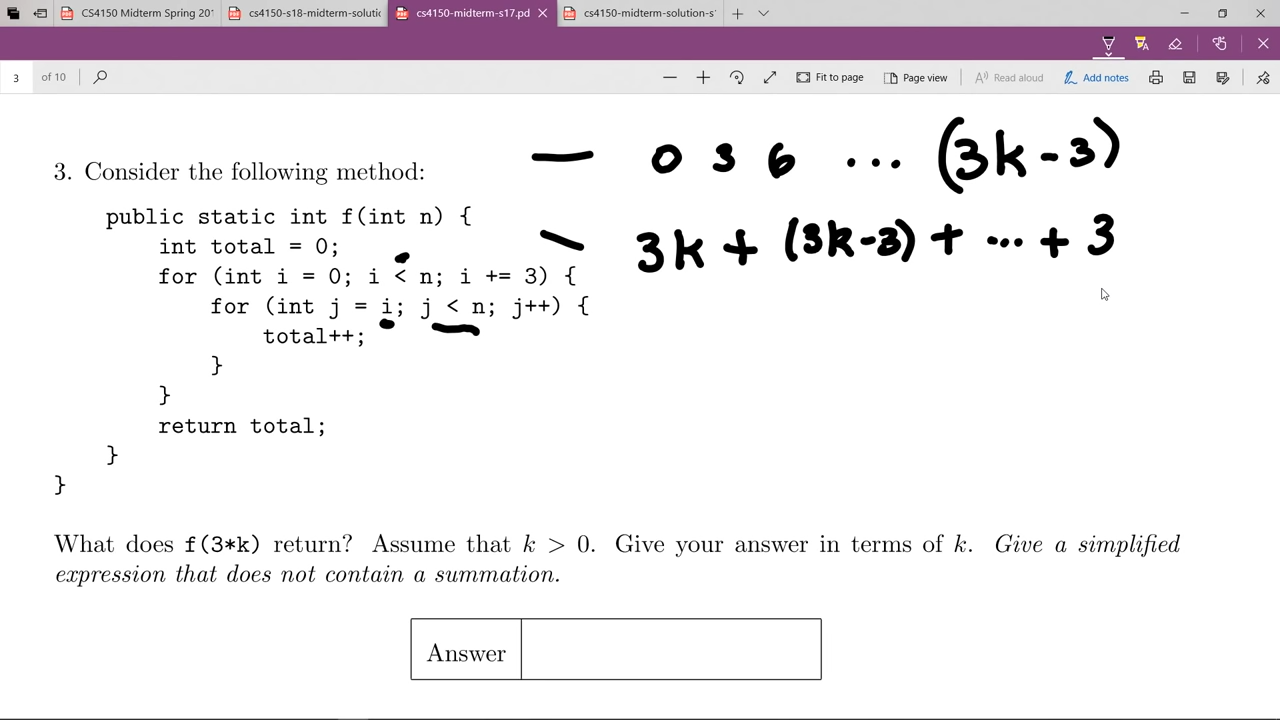 CS4150 Midterm Spring 201
cs4150-s18-midterm-solutio
cs4150-midterm-s17.pd
cs4150-midterm-solution-s'
3 of 10
Fit to page
Page view
Read aloud
Add notes
— 0 3 6 ... (3k-3)
3. Consider the following method:
public static int f(int n) {
3k + (3k-3) + ... + 3
int total = 0;
for (int i = 0; i < n; i += 3) {
for (int j = i; j < n; j++) {
total++;
}
}
return total;
}
}
What does f(3*k) return? Assume that k > 0. Give your answer in terms of k. Give a simplified
expression that does not contain a summation.
Answer